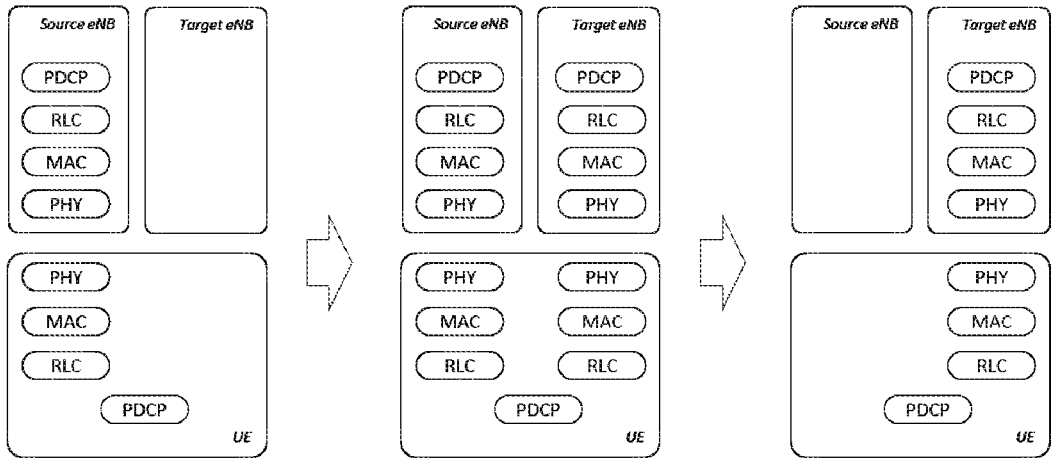 Source eNB Target eNB
PDCP
RLC
MAC
PHY
PHY
MAC
RLC
PDCP
UE
Source eNB Target eNB
PDCP PDCP
RLC RLC
MAC MAC
PHY PHY
PHY PHY
MAC MAC
RLC RLC
PDCP
UE
Source eNB Target eNB
PDCP
RLC
MAC
PHY
PHY
MAC
RLC
PDCP
UE